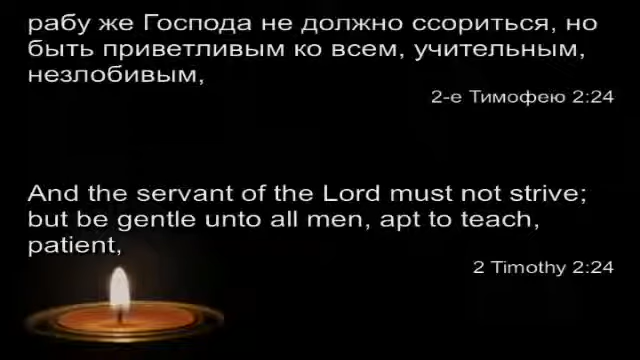 рабу же Господа не должно ссориться, но
быть приветливым ко всем, учительным,
незлобивым,
2-е Тимофею 2:24
And the servant of the Lord must not strive;
but be gentle unto all men, apt to teach,
patient,
2 Timothy 2:24